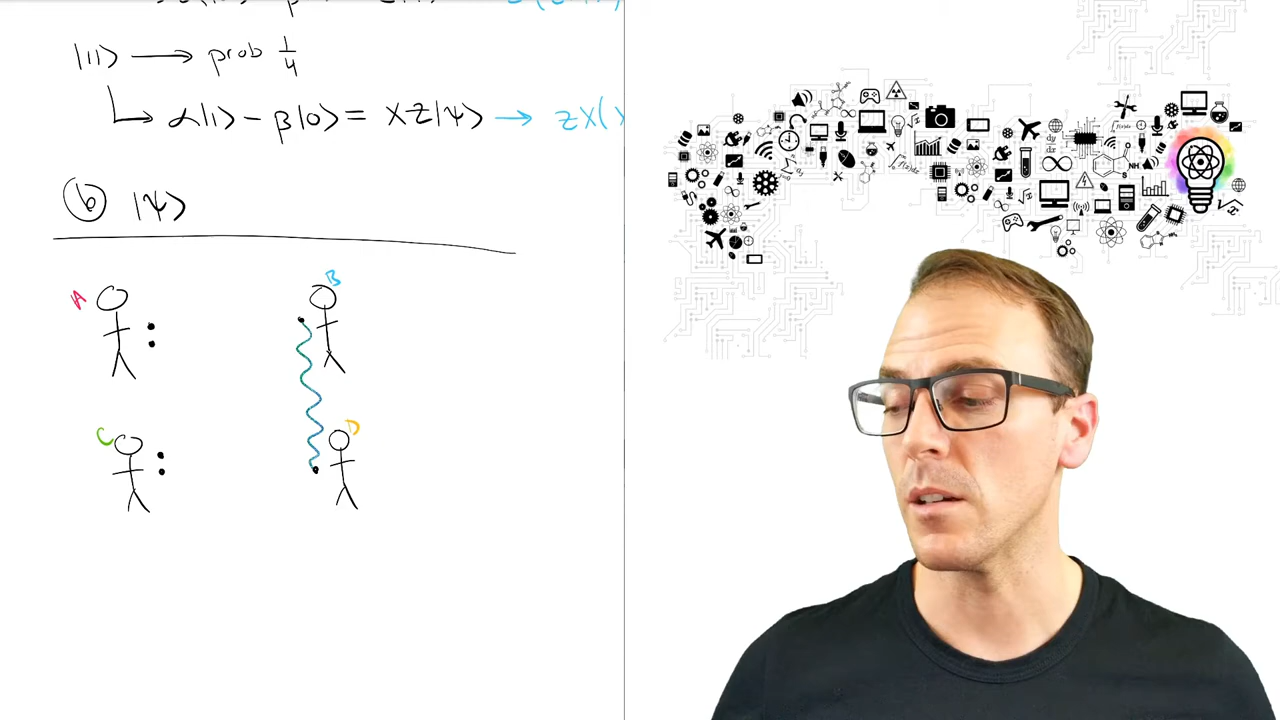 |11⟩ ⟶ prob 1/4
↳ α|1⟩ - β|0⟩ = XZ|ψ⟩ → ZX(
ⓑ |ψ⟩
A
B
C
D